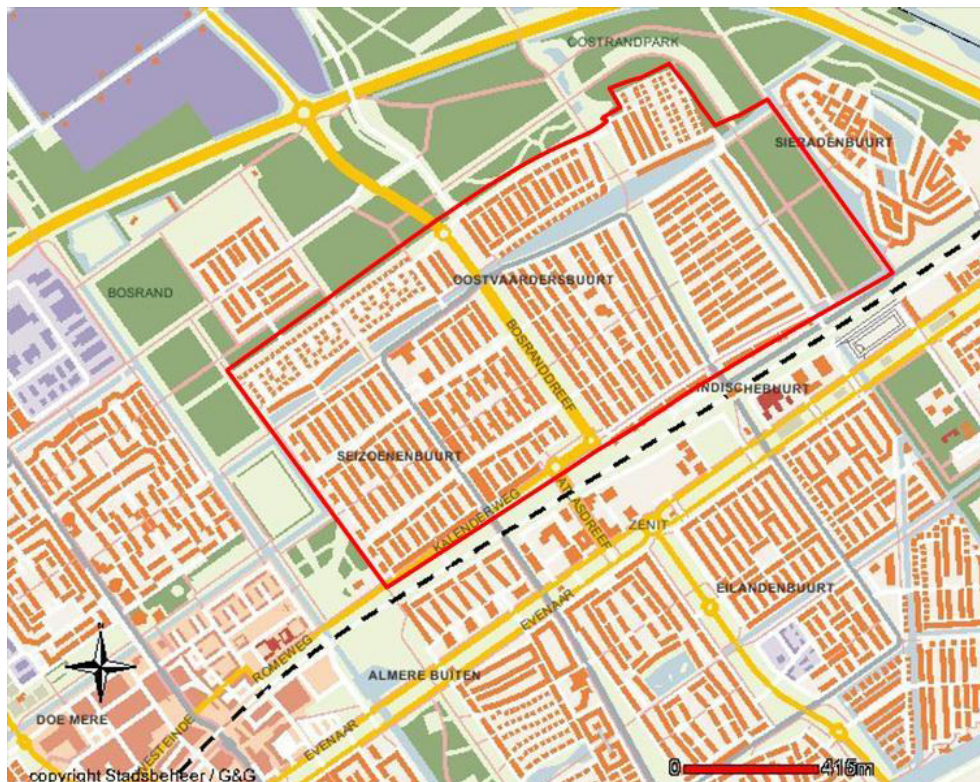 OOSTRANDPARK
SIERADENBUURT
BOSRAND
OOSTVAARDERSBUURT
BOSRANDDREEF
INDISCHEBUURT
SEIZOENENBUURT
KALENDERWEG
ATLASDREEF
ZENIT
EILANDENBUURT
EVENAAR
ROMEWEG
ALMERE BUITEN
DOE MERE
EVENAAR
WESTEINDE
0 415m
copyright Stadsbeheer / G&G